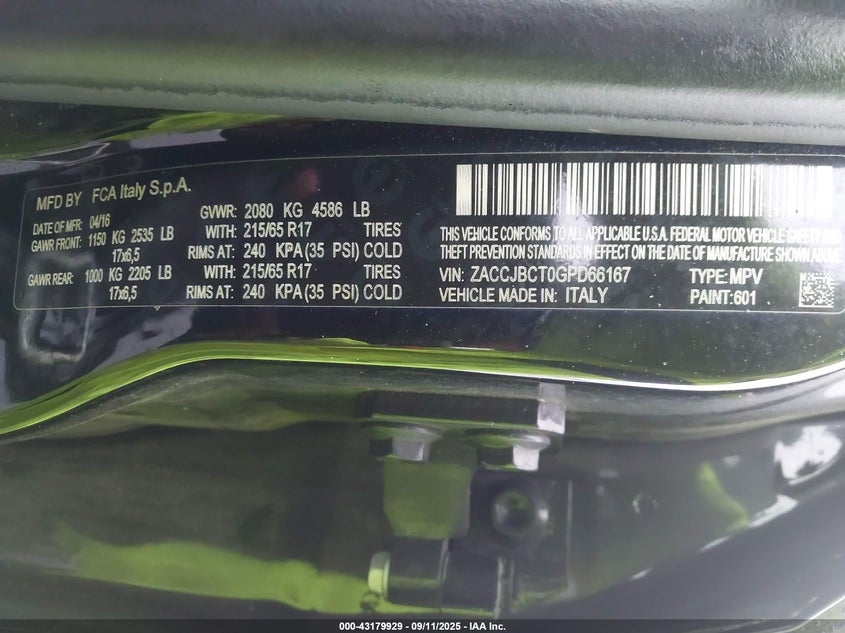 MFD BY FCA Italy S.p.A.
DATE OF MFR: 04/16 GVWR: 2080 KG 4586 LB
GAWR FRONT: 1150 KG 2535 LB WITH: 215/65 R17 TIRES
17x6,5 RIMS AT: 240 KPA (35 PSI) COLD
GAWR REAR: 1000 KG 2205 LB WITH: 215/65 R17 TIRES
17x6,5 RIMS AT: 240 KPA (35 PSI) COLD
THIS VEHICLE CONFORMS TO ALL APPLICABLE U.S.A. FEDERAL MOTOR VEHICLE SAFETY AND
THEFT PREVENTION STANDARDS IN EFFECT ON THE DATE OF MANUFACTURE SHOWN ABOVE.
VIN: ZACCJBCT0GPD66167 TYPE: MPV
VEHICLE MADE IN: ITALY PAINT: 601
000-43179929 - 09/11/2025 - IAA Inc.